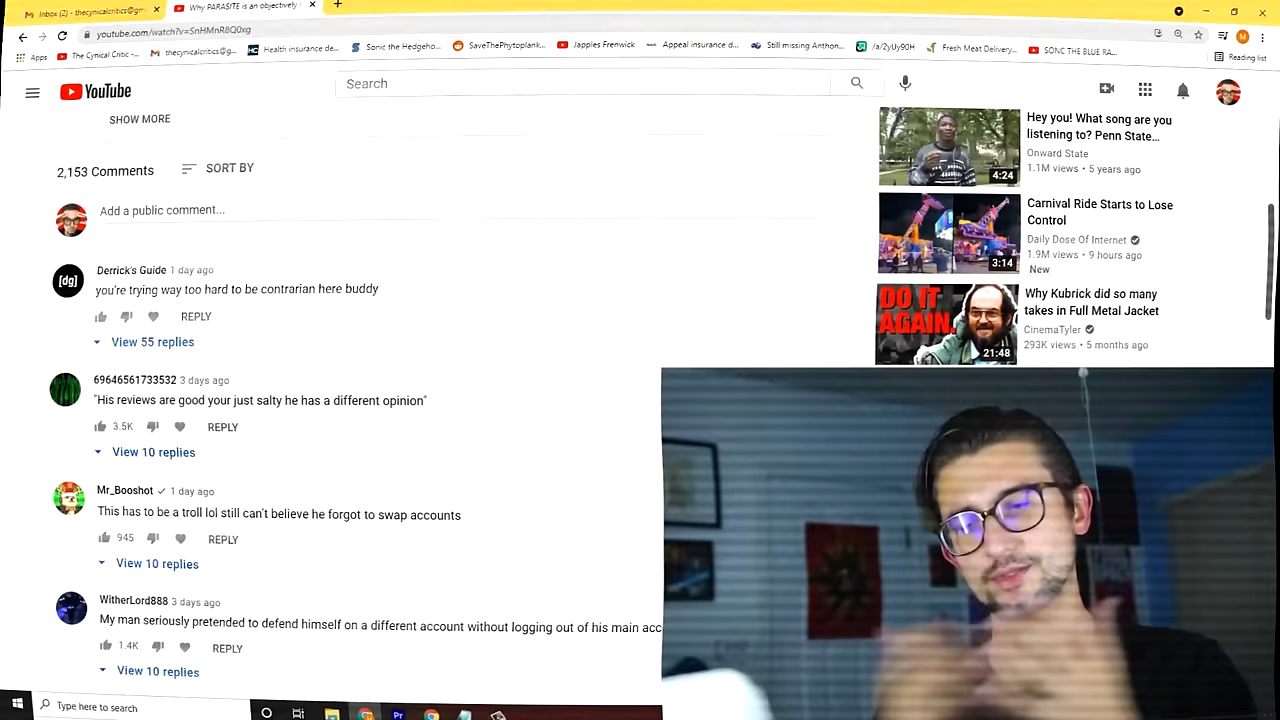 Inbox (2) - thecynicalcritics@gm
Why PARASITE is an objectively
youtube.com/watch?v=SnHMnR8Q0xg
Apps
The Cynical Critic -...
thecynicalcritics@g...
Health insurance de...
Sonic the Hedgeho...
SaveThePhytoplank...
Japples Frenwick
Appeal insurance d...
Still missing Anthon...
/a/2yUy90H
Fresh Meat Delivery...
SONC THE BLUE RA...
Reading list
YouTube
Search
SHOW MORE
2,153 Comments
SORT BY
Add a public comment...
Derrick's Guide 1 day ago
[dg]
you're trying way too hard to be contrarian here buddy
REPLY
View 55 replies
69646561733532 3 days ago
"His reviews are good your just salty he has a different opinion"
3.5K
REPLY
View 10 replies
Mr_Booshot 1 day ago
This has to be a troll lol still can't believe he forgot to swap accounts
945
REPLY
View 10 replies
WitherLord888 3 days ago
My man seriously pretended to defend himself on a different account without logging out of his main acc
1.4K
REPLY
View 10 replies
Hey you! What song are you
listening to? Penn State...
Onward State
1.1M views • 5 years ago
4:24
Carnival Ride Starts to Lose
Control
Daily Dose Of Internet
1.9M views • 9 hours ago
New
3:14
DO IT
AGAIN.
Why Kubrick did so many
takes in Full Metal Jacket
CinemaTyler
293K views • 5 months ago
21:48
Type here to search
Pr